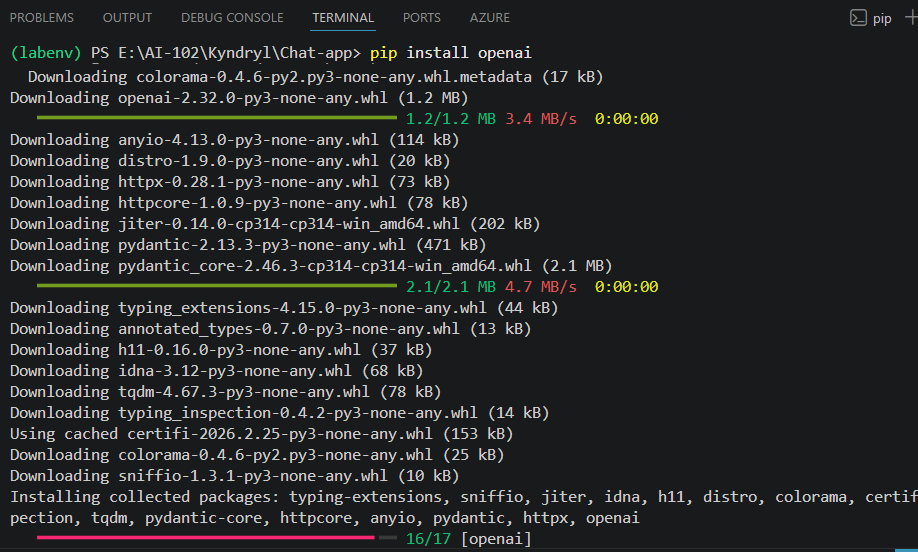 PROBLEMS OUTPUT DEBUG CONSOLE TERMINAL PORTS AZURE pip
(labenv) PS E:\AI-102\Kyndryl\Chat-app> pip install openai
Downloading colorama-0.4.6-py2.py3-none-any.whl.metadata (17 kB)
Downloading openai-2.32.0-py3-none-any.whl (1.2 MB)
1.2/1.2 MB 3.4 MB/s 0:00:00
Downloading anyio-4.13.0-py3-none-any.whl (114 kB)
Downloading distro-1.9.0-py3-none-any.whl (20 kB)
Downloading httpx-0.28.1-py3-none-any.whl (73 kB)
Downloading httpcore-1.0.9-py3-none-any.whl (78 kB)
Downloading jiter-0.14.0-cp314-cp314-win_amd64.whl (202 kB)
Downloading pydantic-2.13.3-py3-none-any.whl (471 kB)
Downloading pydantic_core-2.46.3-cp314-cp314-win_amd64.whl (2.1 MB)
2.1/2.1 MB 4.7 MB/s 0:00:00
Downloading typing_extensions-4.15.0-py3-none-any.whl (44 kB)
Downloading annotated_types-0.7.0-py3-none-any.whl (13 kB)
Downloading h11-0.16.0-py3-none-any.whl (37 kB)
Downloading idna-3.12-py3-none-any.whl (68 kB)
Downloading tqdm-4.67.3-py3-none-any.whl (78 kB)
Downloading typing_inspection-0.4.2-py3-none-any.whl (14 kB)
Using cached certifi-2026.2.25-py3-none-any.whl (153 kB)
Downloading colorama-0.4.6-py2.py3-none-any.whl (25 kB)
Downloading sniffio-1.3.1-py3-none-any.whl (10 kB)
Installing collected packages: typing-extensions, sniffio, jiter, idna, h11, distro, colorama, certif
pection, tqdm, pydantic-core, httpcore, anyio, pydantic, httpx, openai
16/17 [openai]